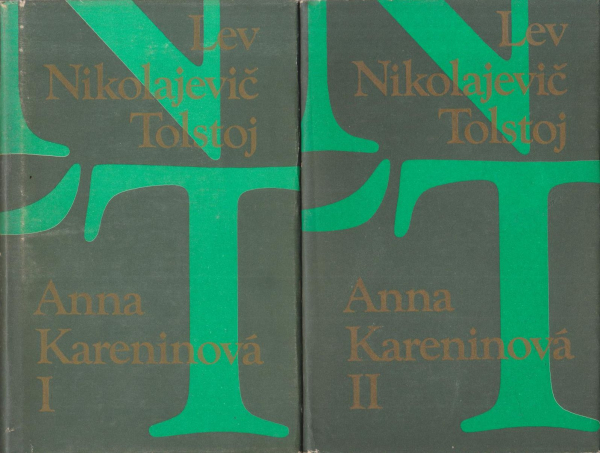 Lev
Nikolajevič
Tolstoj
Anna
Kareninová
I
Lev
Nikolajevič
Tolstoj
Anna
Kareninová
II